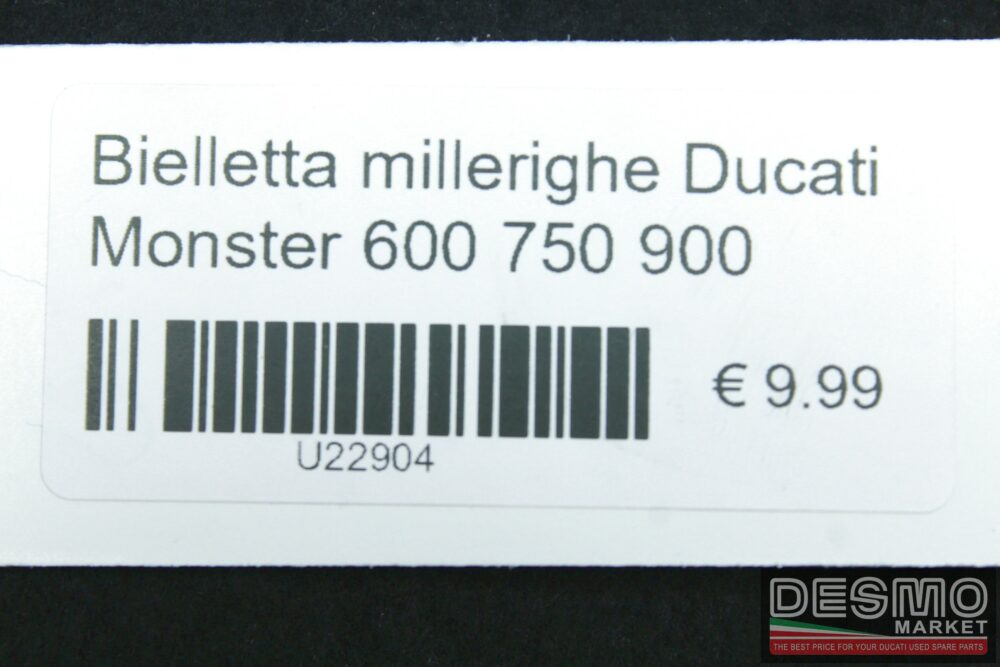 Bielletta millerighe Ducati
Monster 600 750 900
€ 9.99
U22904
DESMO
MARKET
THE BEST PRICE FOR YOUR DUCATI USED SPARE PARTS